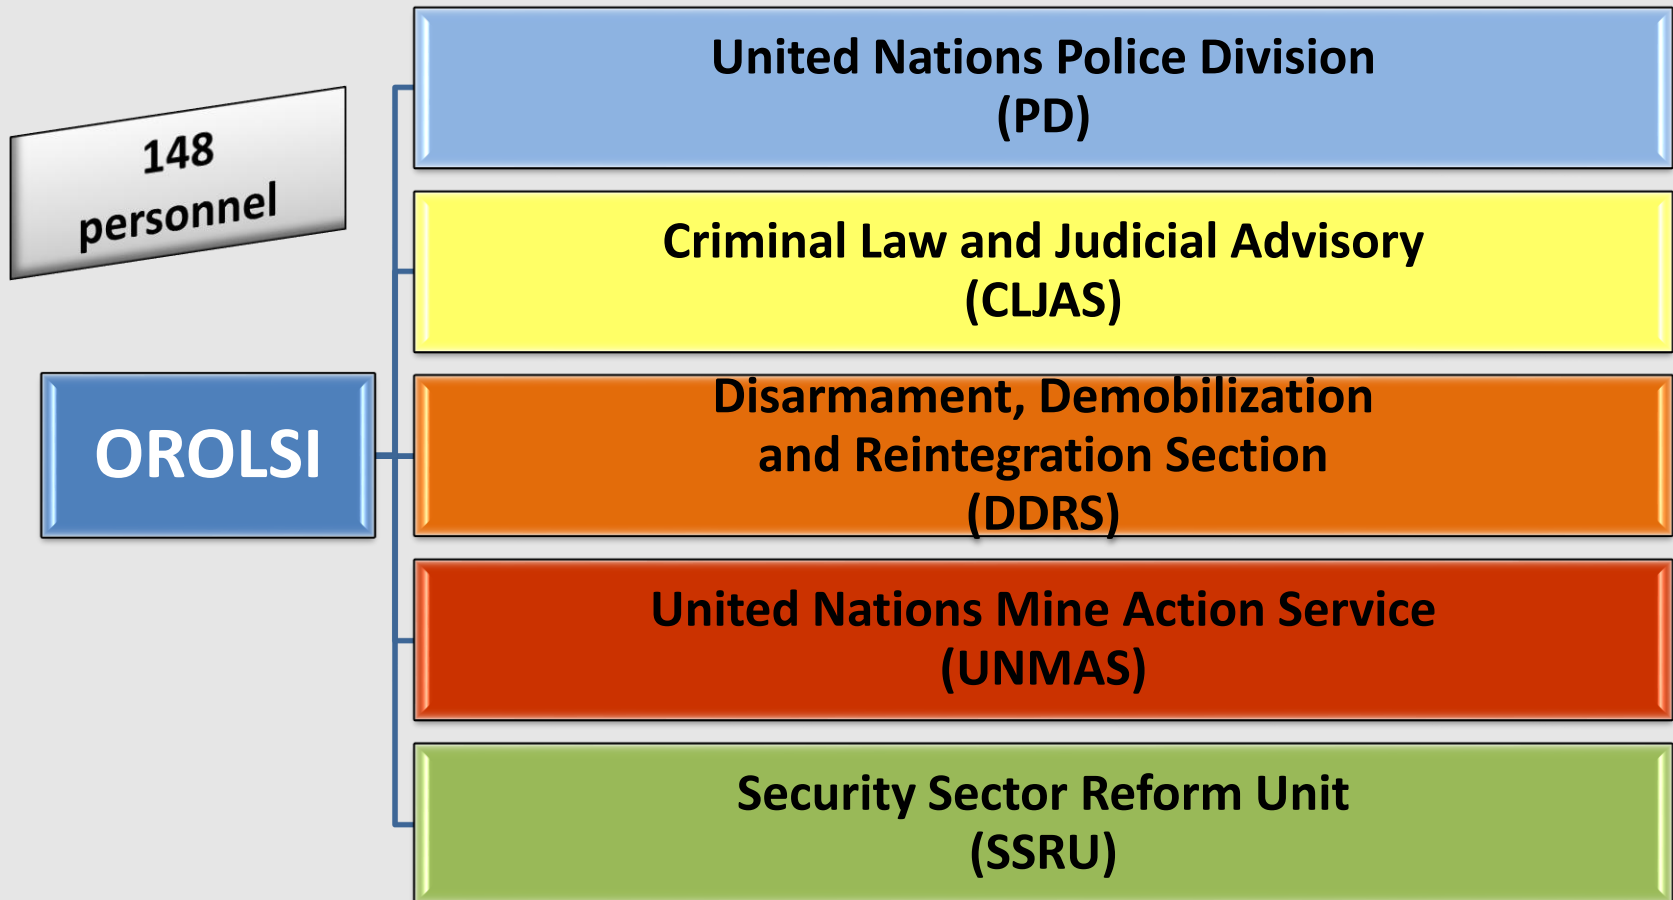 148
personnel
OROLSI
United Nations Police Division
(PD)
Criminal Law and Judicial Advisory
(CLJAS)
Disarmament, Demobilization
and Reintegration Section
(DDRS)
United Nations Mine Action Service
(UNMAS)
Security Sector Reform Unit
(SSRU)